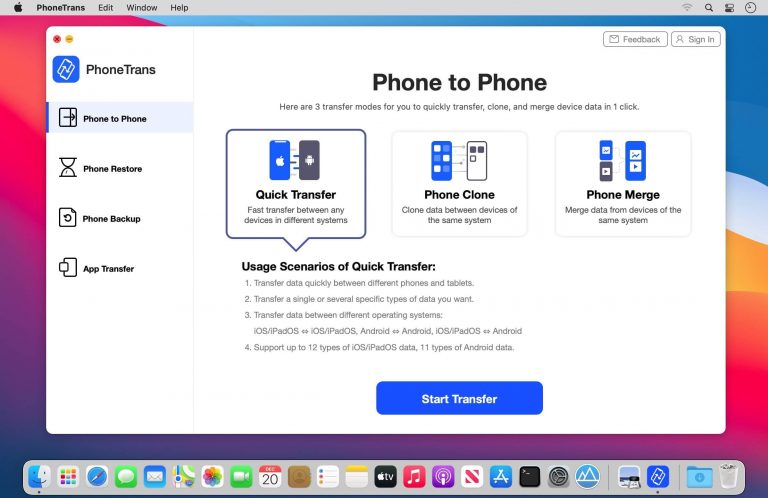 PhoneTrans Edit Window Help
Feedback
Sign In
PhoneTrans
Phone to Phone
Phone Restore
Phone Backup
App Transfer
Phone to Phone
Here are 3 transfer modes for you to quickly transfer, clone, and merge device data in 1 click.
Quick Transfer
Fast transfer between any
devices in different systems
Phone Clone
Clone data between devices of
the same system
Phone Merge
Merge data from devices of the
same system
Usage Scenarios of Quick Transfer:
1. Transfer data quickly between different phones and tablets.
2. Transfer a single or several specific types of data you want.
3. Transfer data between different operating systems:
iOS/iPadOS ⇔ iOS/iPadOS, Android ⇔ Android, iOS/iPadOS ⇔ Android
4. Support up to 12 types of iOS/iPadOS data, 11 types of Android data.
Start Transfer
DEC
20
tv